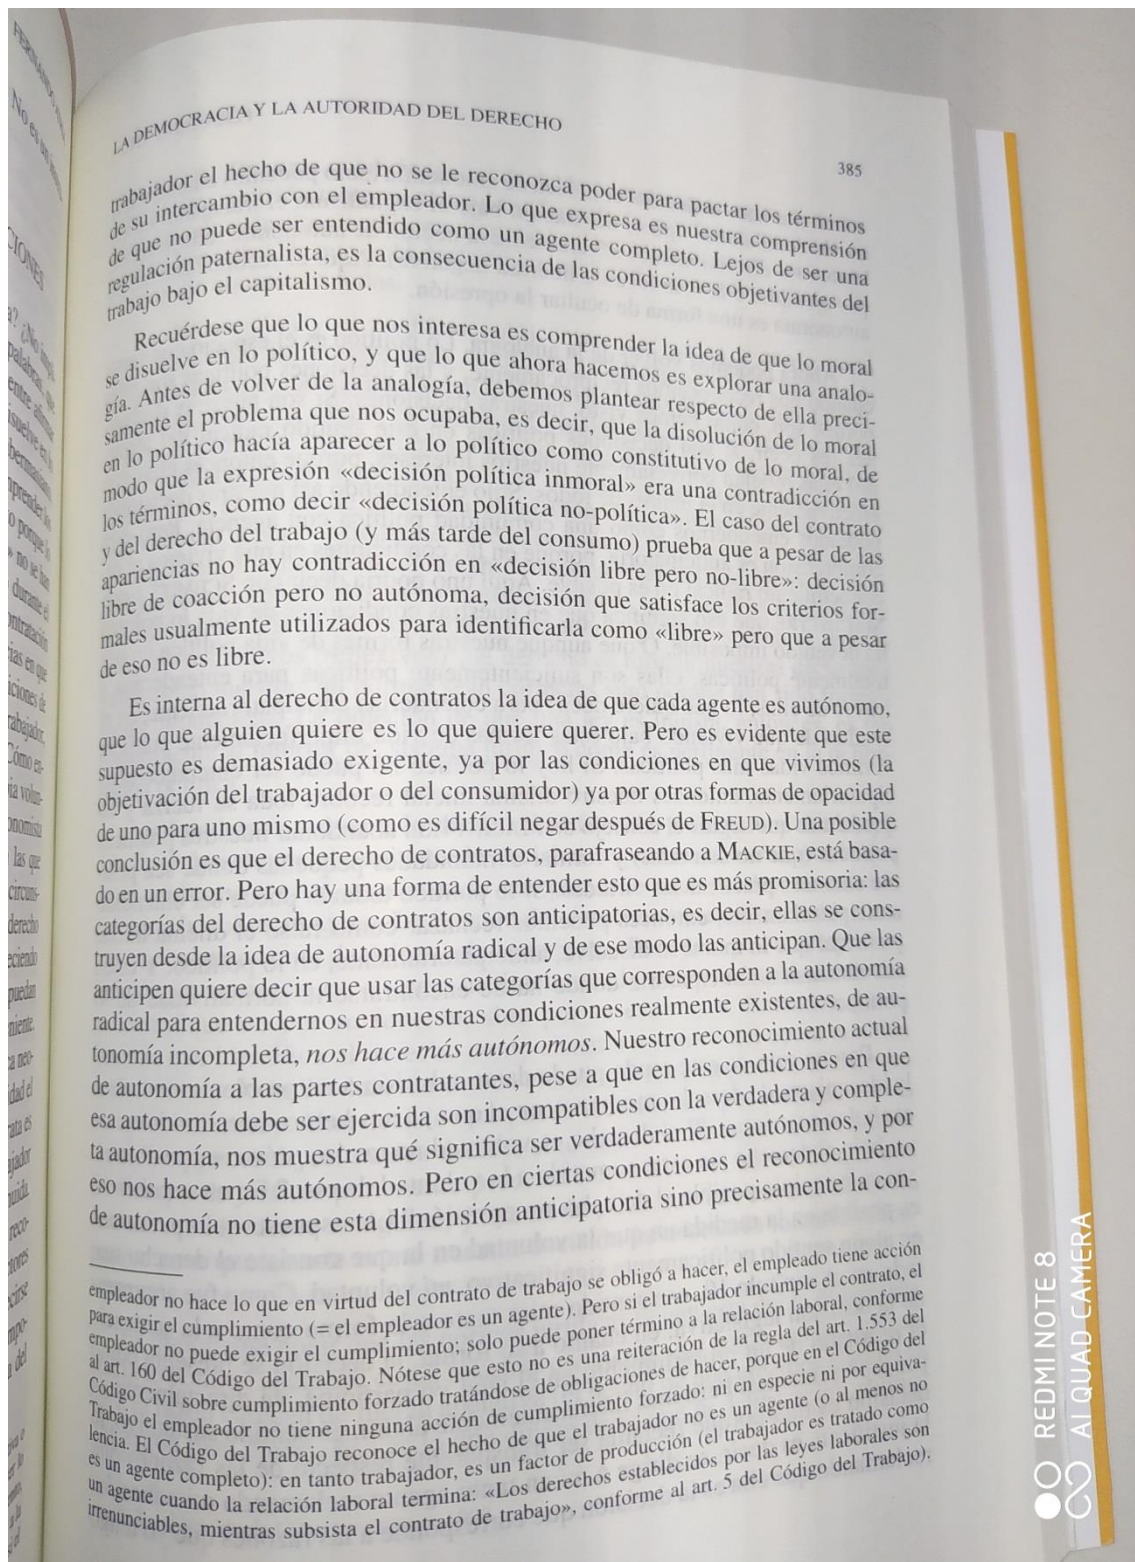 LA DEMOCRACIA Y LA AUTORIDAD DEL DERECHO
385
trabajador el hecho de que no se le reconozca poder para pactar los términos
de su intercambio con el empleador. Lo que expresa es nuestra comprensión
de que no puede ser entendido como un agente completo. Lejos de ser una
regulación paternalista, es la consecuencia de las condiciones objetivantes del
trabajo bajo el capitalismo.
Recuérdese que lo que nos interesa es comprender la idea de que lo moral
se disuelve en lo político, y que lo que ahora hacemos es explorar una analo-
gía. Antes de volver de la analogía, debemos plantear respecto de ella preci-
samente el problema que nos ocupaba, es decir, que la disolución de lo moral
en lo político hacía aparecer a lo político como constitutivo de lo moral, de
modo que la expresión «decisión política inmoral» era una contradicción en
los términos, como decir «decisión política no-política». El caso del contrato
y del derecho del trabajo (y más tarde del consumo) prueba que a pesar de las
apariencias no hay contradicción en «decisión libre pero no-libre»: decisión
libre de coacción pero no autónoma, decisión que satisface los criterios for-
males usualmente utilizados para identificarla como «libre» pero que a pesar
de eso no es libre.
Es interna al derecho de contratos la idea de que cada agente es autónomo,
que lo que alguien quiere es lo que quiere querer. Pero es evidente que este
supuesto es demasiado exigente, ya por las condiciones en que vivimos (la
objetivación del trabajador o del consumidor) ya por otras formas de opacidad
de uno para uno mismo (como es difícil negar después de FREUD). Una posible
conclusión es que el derecho de contratos, parafraseando a MACKIE, está basa-
do en un error. Pero hay una forma de entender esto que es más promisoria: las
categorías del derecho de contratos son anticipatorias, es decir, ellas se cons-
truyen desde la idea de autonomía radical y de ese modo las anticipan. Que las
anticipen quiere decir que usar las categorías que corresponden a la autonomía
radical para entendernos en nuestras condiciones realmente existentes, de au-
tonomía incompleta, nos hace más autónomos. Nuestro reconocimiento actual
de autonomía a las partes contratantes, pese a que en las condiciones en que
esa autonomía debe ser ejercida son incompatibles con la verdadera y comple-
ta autonomía, nos muestra qué significa ser verdaderamente autónomos, y por
eso nos hace más autónomos. Pero en ciertas condiciones el reconocimiento
de autonomía no tiene esta dimensión anticipatoria sino precisamente la con-
empleador no hace lo que en virtud del contrato de trabajo se obligó a hacer, el empleado tiene acción
para exigir el cumplimiento (= el empleador es un agente). Pero si el trabajador incumple el contrato, el
empleador no puede exigir el cumplimiento; solo puede poner término a la relación laboral, conforme
al art. 160 del Código del Trabajo. Nótese que esto no es una reiteración de la regla del art. 1.553 del
Código Civil sobre cumplimiento forzado tratándose de obligaciones de hacer, porque en el Código del
Trabajo el empleador no tiene ninguna acción de cumplimiento forzado: ni en especie ni por equiva-
lencia. El Código del Trabajo reconoce el hecho de que el trabajador no es un agente (o al menos no
es un agente completo): en tanto trabajador, es un factor de producción (el trabajador es tratado como
un agente cuando la relación laboral termina: «Los derechos establecidos por las leyes laborales son
irrenunciables, mientras subsista el contrato de trabajo», conforme al art. 5 del Código del Trabajo).
REDMI NOTE 8
AI QUAD CAMERA